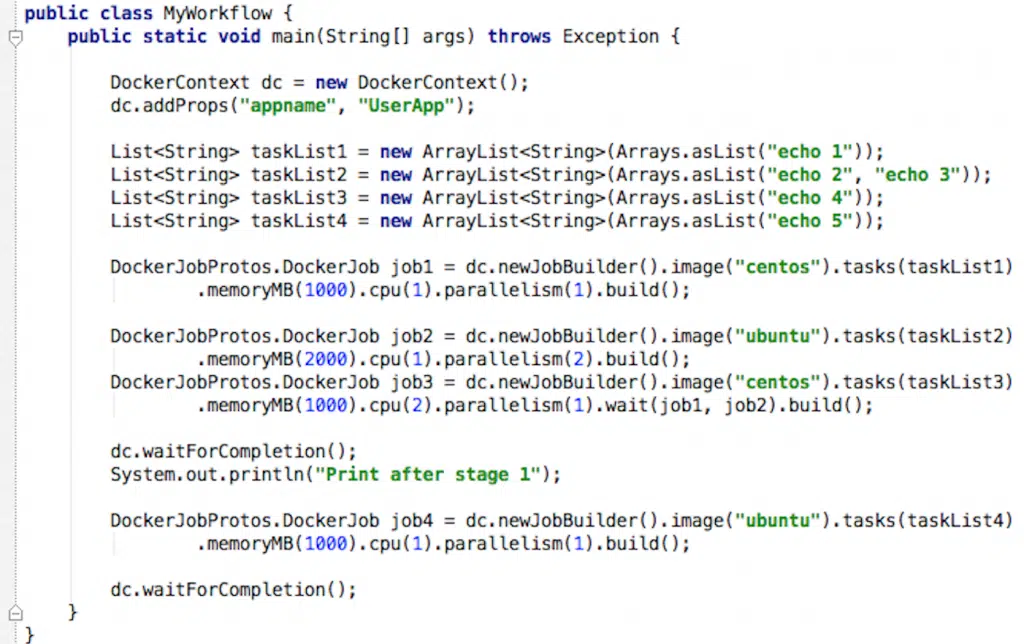 public class MyWorkflow {
public static void main(String[] args) throws Exception {
DockerContext dc = new DockerContext();
dc.addProps("appname", "UserApp");
List<String> taskList1 = new ArrayList<String>(Arrays.asList("echo 1"));
List<String> taskList2 = new ArrayList<String>(Arrays.asList("echo 2", "echo 3"));
List<String> taskList3 = new ArrayList<String>(Arrays.asList("echo 4"));
List<String> taskList4 = new ArrayList<String>(Arrays.asList("echo 5"));
DockerJobProtos.DockerJob job1 = dc.newJobBuilder().image("centos").tasks(taskList1)
.memoryMB(1000).cpu(1).parallelism(1).build();
DockerJobProtos.DockerJob job2 = dc.newJobBuilder().image("ubuntu").tasks(taskList2)
.memoryMB(2000).cpu(1).parallelism(2).build();
DockerJobProtos.DockerJob job3 = dc.newJobBuilder().image("centos").tasks(taskList3)
.memoryMB(1000).cpu(2).parallelism(1).wait(job1, job2).build();
dc.waitForCompletion();
System.out.println("Print after stage 1");
DockerJobProtos.DockerJob job4 = dc.newJobBuilder().image("ubuntu").tasks(taskList4)
.memoryMB(1000).cpu(1).parallelism(1).build();
dc.waitForCompletion();
}
}